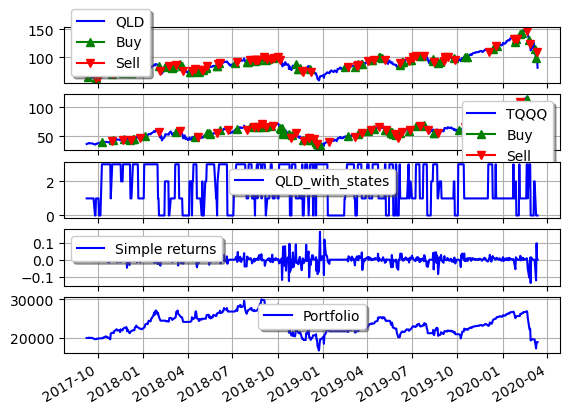 150
100
QLD
Buy
Sell
100
50
TQQQ
Buy
Sell
2
0
QLD_with_states
0.1
0.0
−0.1
Simple returns
30000
20000
Portfolio
2017-10 2018-01 2018-04 2018-07 2018-10 2019-01 2019-04 2019-07 2019-10 2020-01 2020-04